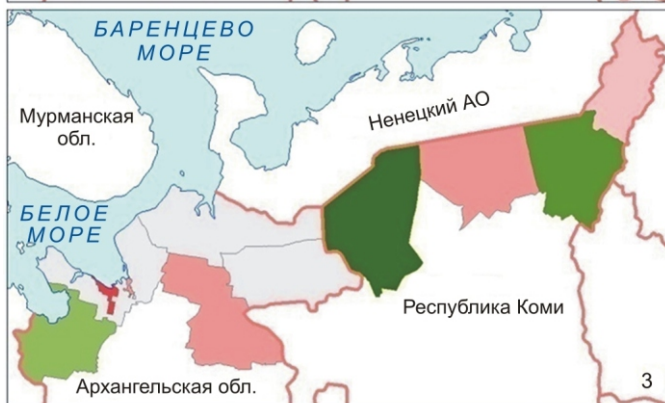 БАРЕНЦЕВО
МОРЕ
Ненецкий АО
Мурманская
обл.
БЕЛОЕ
МОРЕ
Республика Коми
Архангельская обл.
3